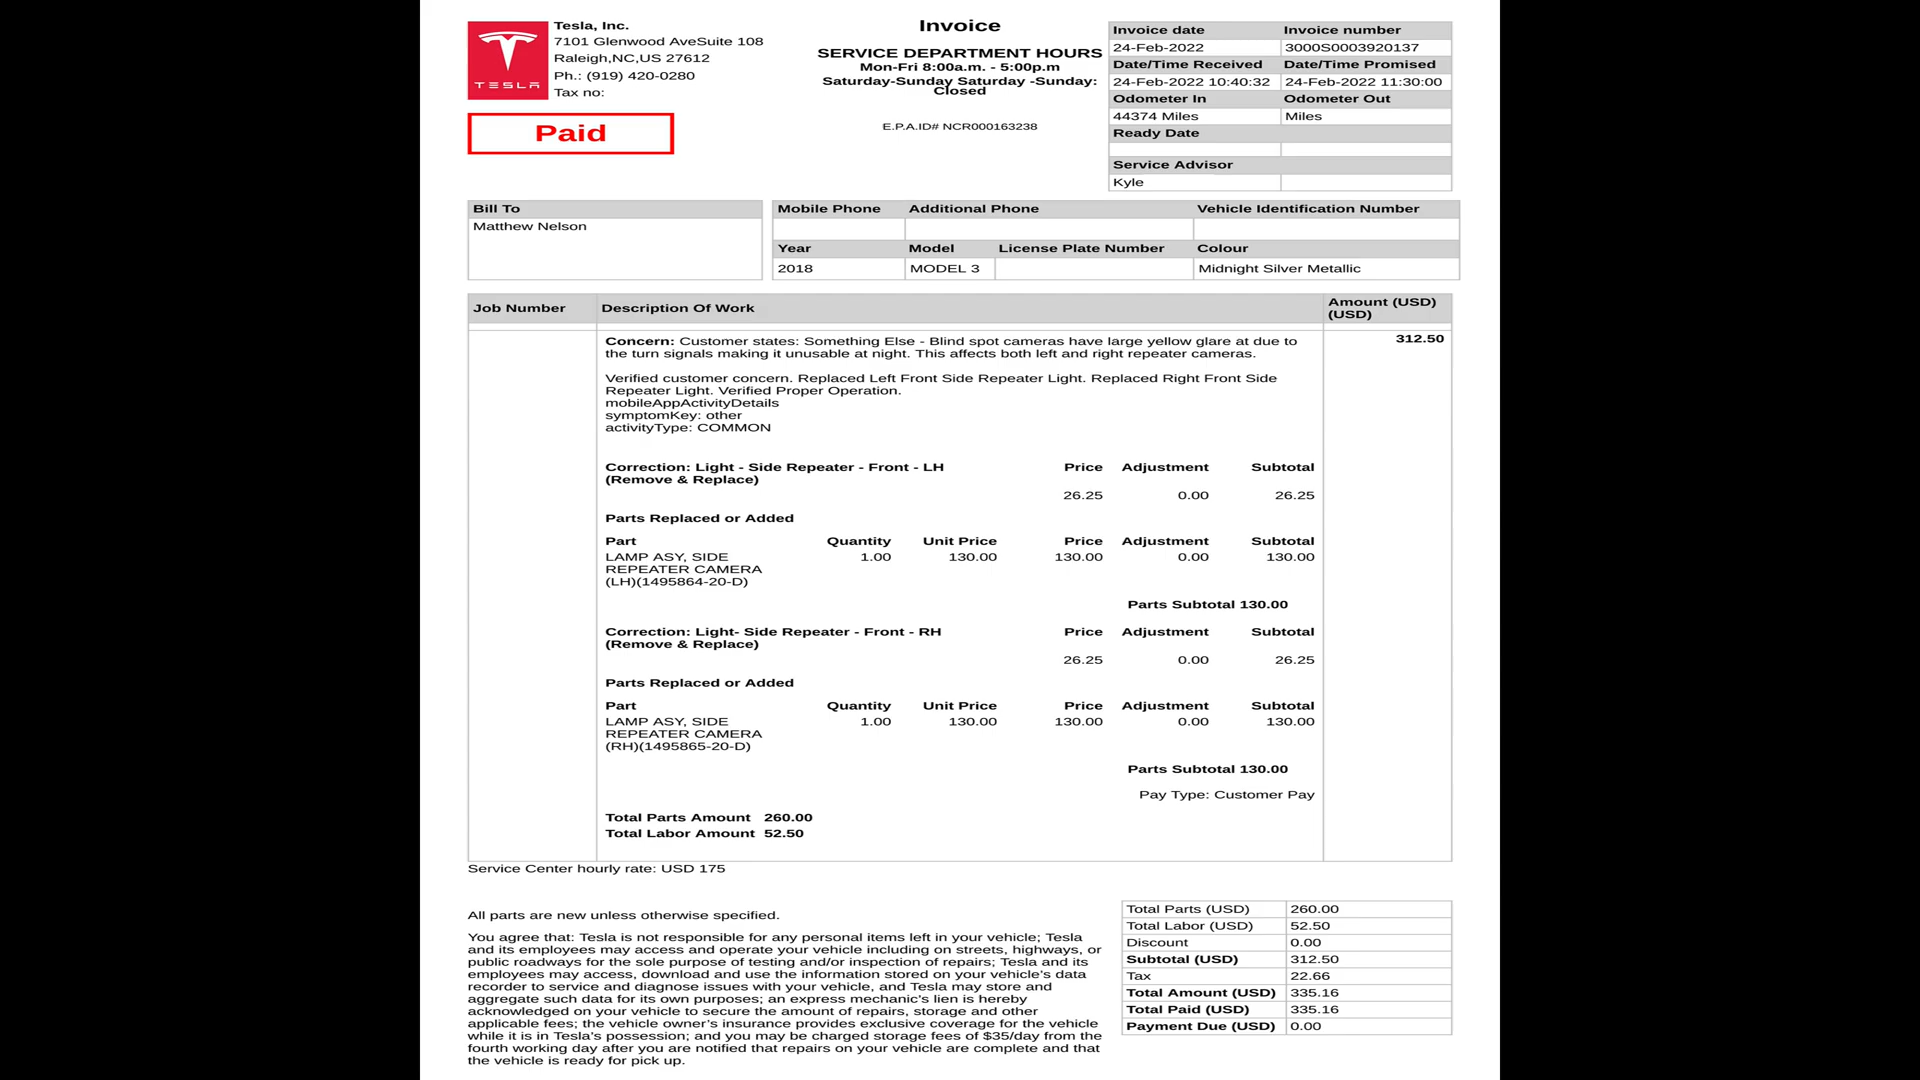 TESLA
Tesla, Inc.
7101 Glenwood AveSuite 108
Raleigh,NC,US 27612
Ph.: (919) 420-0280
Tax no:
Paid
Invoice
SERVICE DEPARTMENT HOURS
Mon-Fri 8:00a.m. - 5:00p.m
Saturday-Sunday Saturday -Sunday:
Closed
E.P.A.ID# NCR000163238
Invoice date Invoice number
24-Feb-2022 3000S0003920137
Date/Time Received Date/Time Promised
24-Feb-2022 10:40:32 24-Feb-2022 11:30:00
Odometer In Odometer Out
44374 Miles Miles
Ready Date
Service Advisor
Kyle
Bill To
Matthew Nelson
Mobile Phone Additional Phone Vehicle Identification Number
Year Model License Plate Number Colour
2018 MODEL 3 Midnight Silver Metallic
Job Number Description Of Work Amount (USD)
(USD)
Concern: Customer states: Something Else - Blind spot cameras have large yellow glare at due to 312.50
the turn signals making it unusable at night. This affects both left and right repeater cameras.
Verified customer concern. Replaced Left Front Side Repeater Light. Replaced Right Front Side
Repeater Light. Verified Proper Operation.
mobileAppActivityDetails
symptomKey: other
activityType: COMMON
Correction: Light - Side Repeater - Front - LH Price Adjustment Subtotal
(Remove & Replace)
26.25 0.00 26.25
Parts Replaced or Added
Part Quantity Unit Price Price Adjustment Subtotal
LAMP ASY, SIDE 1.00 130.00 130.00 0.00 130.00
REPEATER CAMERA
(LH)(1495864-20-D)
Parts Subtotal 130.00
Correction: Light- Side Repeater - Front - RH Price Adjustment Subtotal
(Remove & Replace)
26.25 0.00 26.25
Parts Replaced or Added
Part Quantity Unit Price Price Adjustment Subtotal
LAMP ASY, SIDE 1.00 130.00 130.00 0.00 130.00
REPEATER CAMERA
(RH)(1495865-20-D)
Parts Subtotal 130.00
Pay Type: Customer Pay
Total Parts Amount 260.00
Total Labor Amount 52.50
Service Center hourly rate: USD 175
All parts are new unless otherwise specified.
You agree that: Tesla is not responsible for any personal items left in your vehicle; Tesla
and its employees may access and operate your vehicle including on streets, highways, or
public roadways for the sole purpose of testing and/or inspection of repairs; Tesla and its
employees may access, download and use the information stored on your vehicle's data
recorder to service and diagnose issues with your vehicle, and Tesla may store and
aggregate such data for its own purposes; an express mechanic's lien is hereby
acknowledged on your vehicle to secure the amount of repairs, storage and other
applicable fees; the vehicle owner's insurance provides exclusive coverage for the vehicle
while it is in Tesla's possession; and you may be charged storage fees of $35/day from the
fourth working day after you are notified that repairs on your vehicle are complete and that
the vehicle is ready for pick up.
Total Parts (USD) 260.00
Total Labor (USD) 52.50
Discount 0.00
Subtotal (USD) 312.50
Tax 22.66
Total Amount (USD) 335.16
Total Paid (USD) 335.16
Payment Due (USD) 0.00